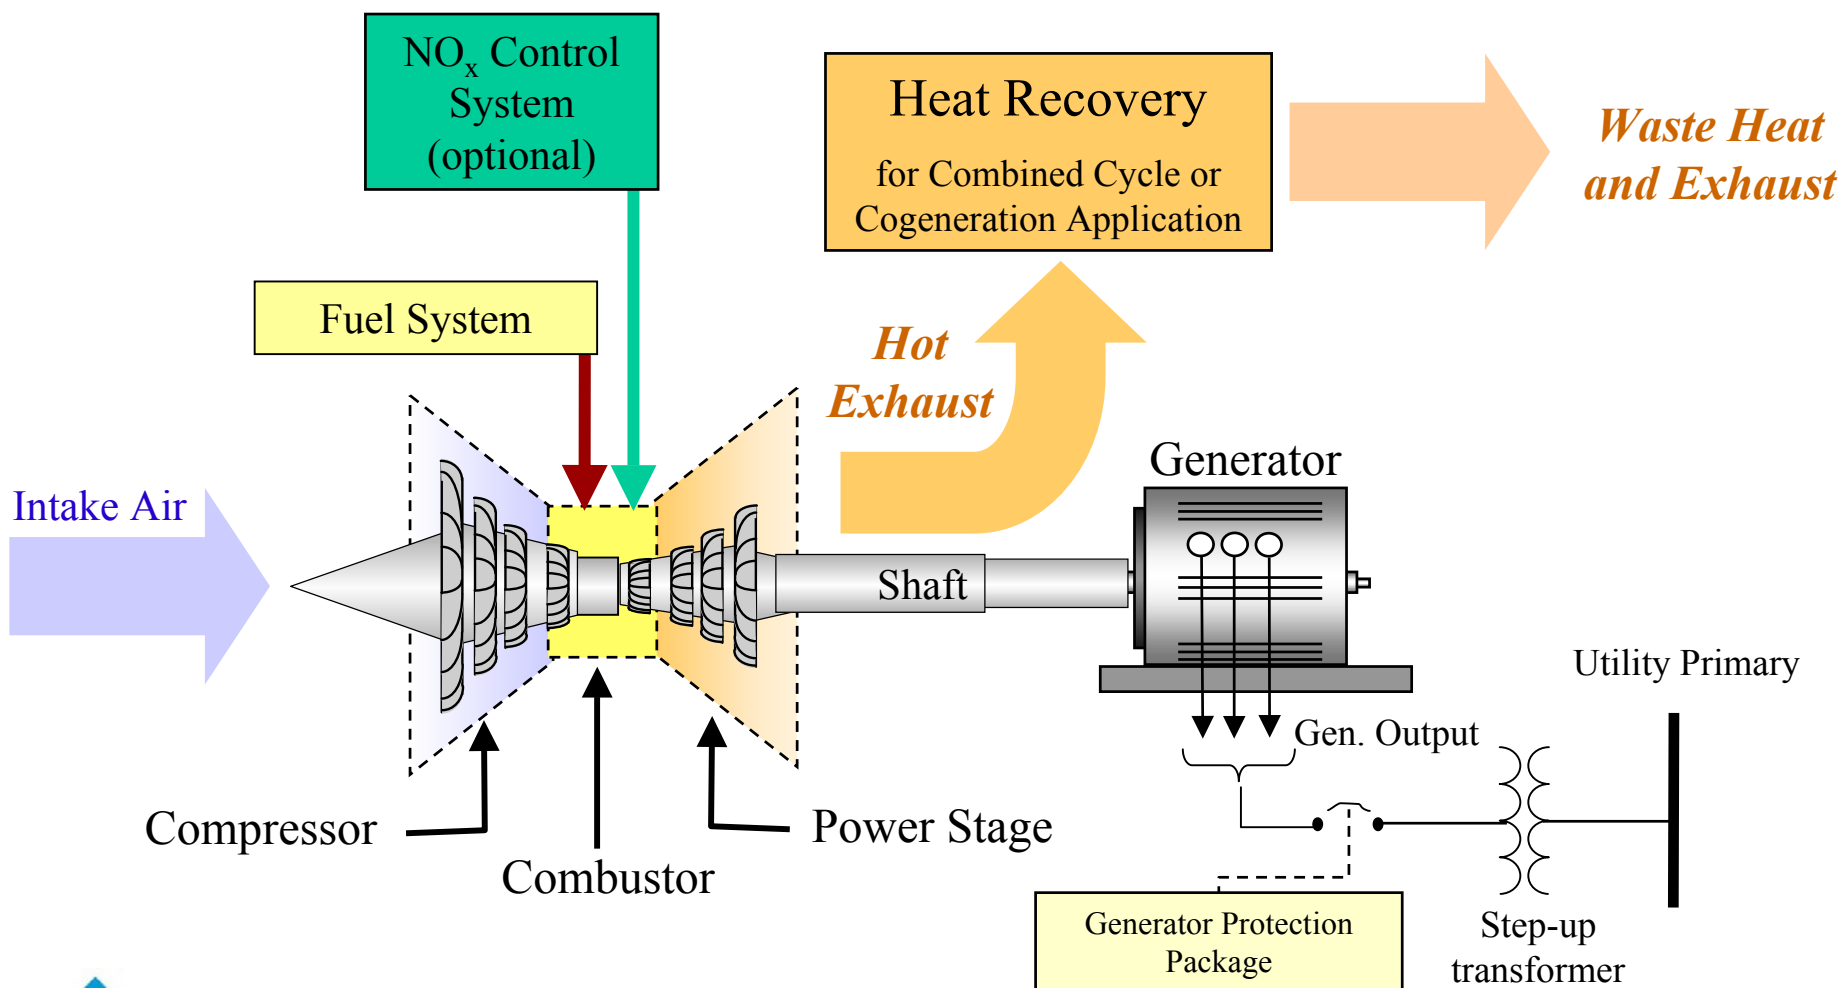 NOx Control
System
(optional)
Heat Recovery
for Combined Cycle or
Cogeneration Application
Waste Heat
and Exhaust
Fuel System
Hot
Exhaust
Generator
Intake Air
Shaft
Utility Primary
Gen. Output
Compressor
Combustor
Power Stage
Generator Protection
Package
Step-up
transformer